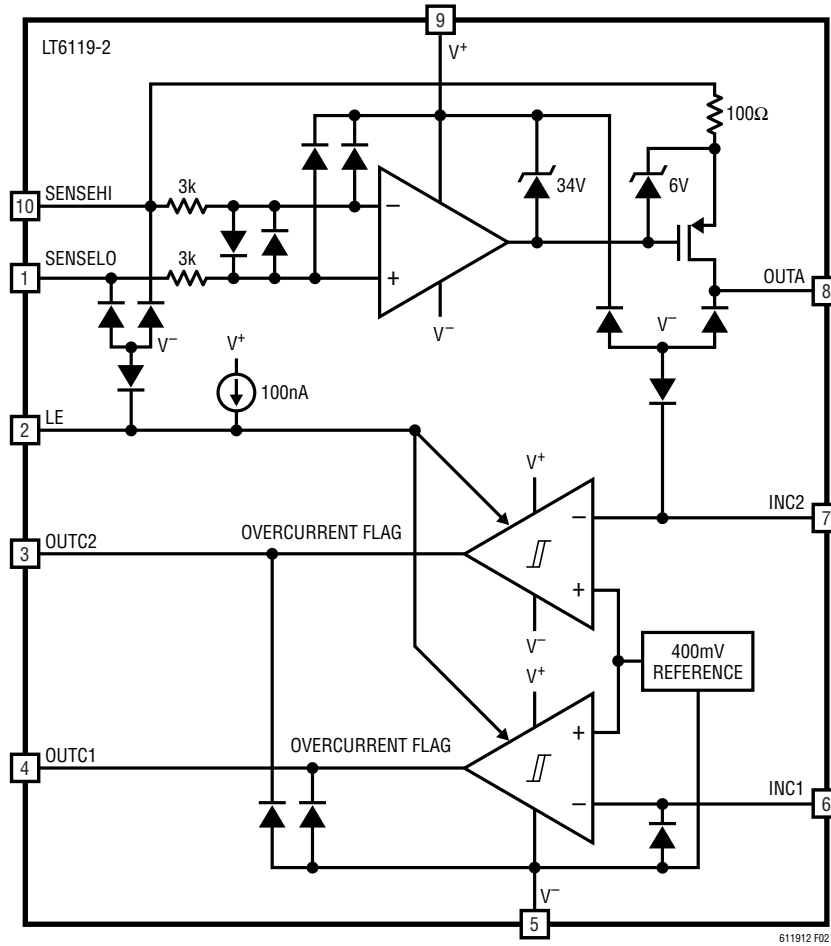 LT6119-2
9
V+
100Ω
34V
6V
3k
10
SENSEHI
−
3k
1
SENSELO
+
OUTA
8
V−
V−
V−
V+
100nA
LE
2
V+
INC2
7
−
OVERCURRENT FLAG
OUTC2
3
+
V−
400mV
REFERENCE
V+
OVERCURRENT FLAG
OUTC1
4
+
−
INC1
6
V−
5
611912 F02